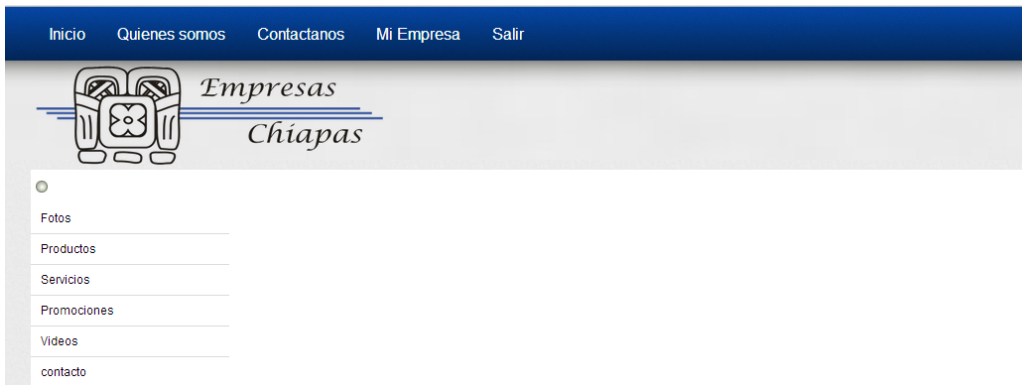 Inicio Quienes somos Contactanos Mi Empresa Salir
Empresas
Chiapas
Fotos
Productos
Servicios
Promociones
Videos
contacto